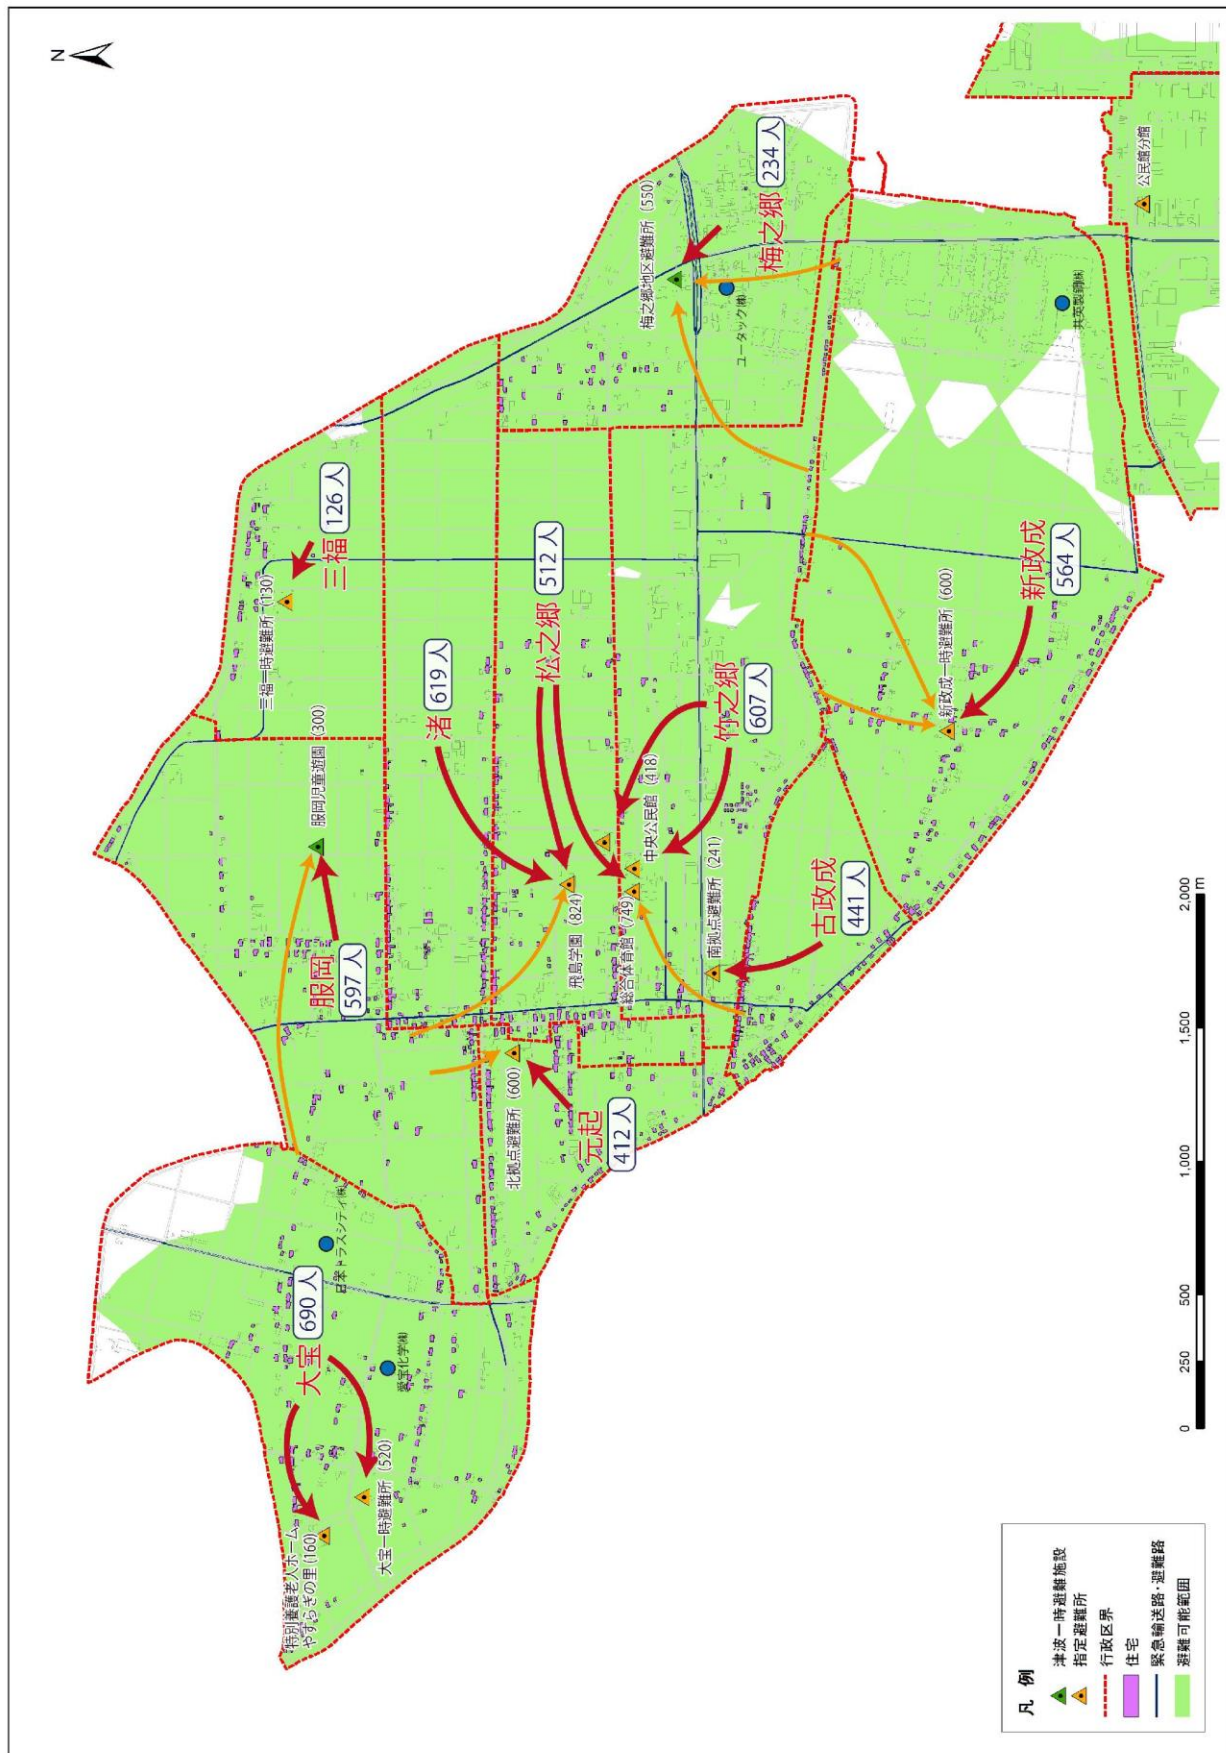 N
特別養護老人ホーム
やすらぎの里(160)
大宝
690人
大宝一時避難所（520）
愛宝化学㈱
日本トランスシティ㈱
服岡
597人
服岡児童遊園（300）
三福一時避難所（130）
三福
126人
渚
619人
松之郷
512人
元起
412人
北拠点避難所（600）
飛島学園（824）
総合体育館（749）
中央公民館（418）
竹之郷
607人
南拠点避難所（241）
古政成
441人
梅之郷地区避難所（550）
梅之郷
234人
ユータック㈱
新政成一時避難所（600）
新政成
564人
共英製鋼㈱
公民館分館
凡 例
津波一時避難施設
指定避難所
行政区界
住宅
緊急輸送路・避難路
避難可能範囲
0 250 500 1,000 1,500 2,000
m